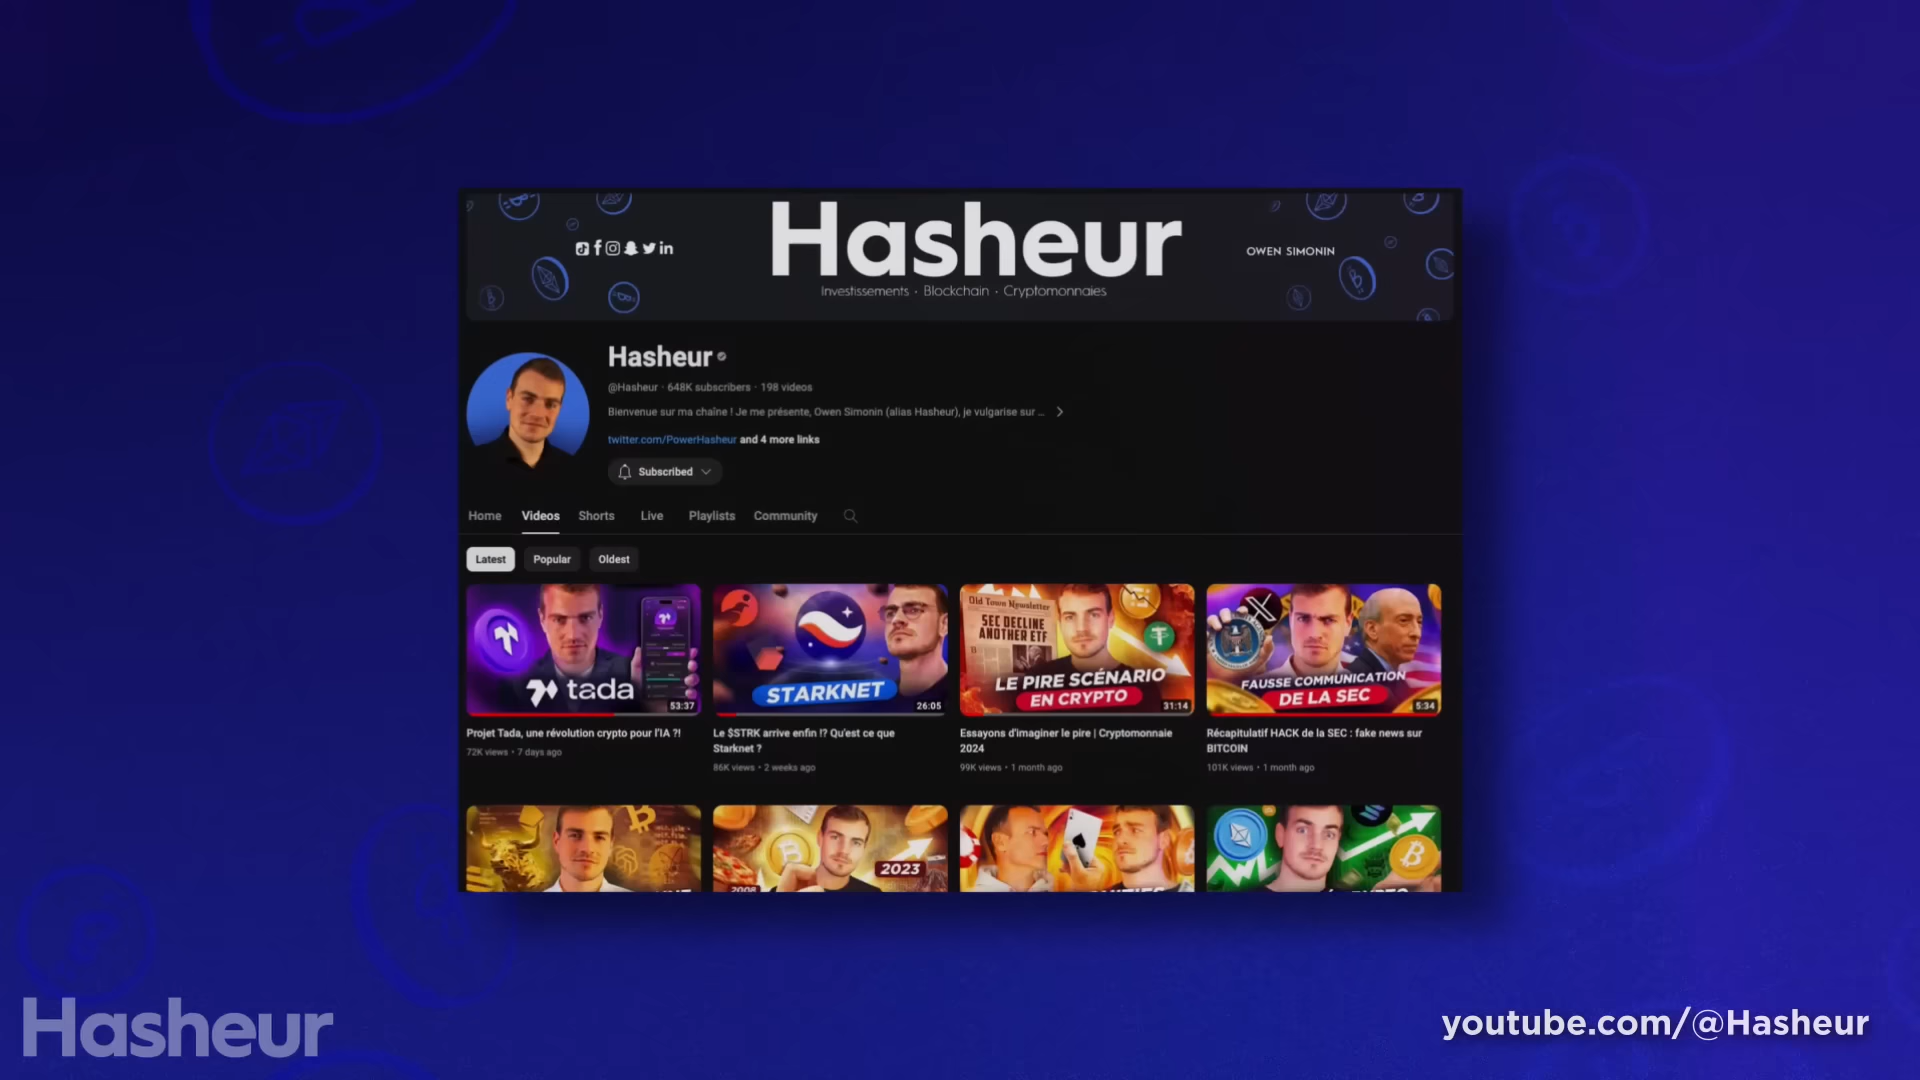 Hasheur
Investissements · Blockchain · Cryptomonnaies
OWEN SIMONIN
Hasheur
@Hasheur · 648K subscribers · 198 videos
Bienvenue sur ma chaîne ! Je me présente, Owen Simonin (alias Hasheur), je vulgarise sur ...
twitter.com/PowerHasheur and 4 more links
Subscribed
Home Videos Shorts Live Playlists Community
Latest Popular Oldest
tada
53:37
Projet Tada, une révolution crypto pour l'IA ?!
72K views • 7 days ago
STARKNET
26:05
Le $STRK arrive enfin !? Qu'est ce que
Starknet ?
86K views • 2 weeks ago
Old Town Newsletter
SEC DECLINE
ANOTHER ETF
LE PIRE SCÉNARIO
EN CRYPTO
31:14
Essayons d'imaginer le pire | Cryptomonnaie
2024
99K views • 1 month ago
FAUSSE COMMUNICATION
DE LA SEC
5:34
Récapitulatif HACK de la SEC : fake news sur
BITCOIN
101K views • 1 month ago
2008
2023
Hasheur
youtube.com/@Hasheur